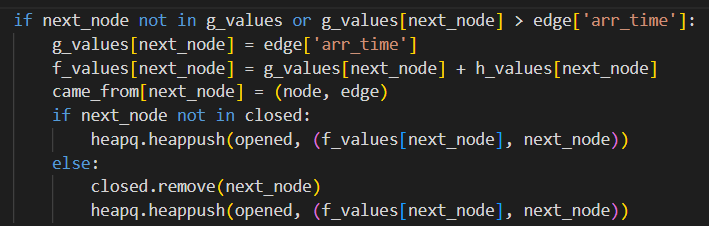 if next_node not in g_values or g_values[next_node] > edge['arr_time']:
    g_values[next_node] = edge['arr_time']
    f_values[next_node] = g_values[next_node] + h_values[next_node]
    came_from[next_node] = (node, edge)
    if next_node not in closed:
        heapq.heappush(opened, (f_values[next_node], next_node))
    else:
        closed.remove(next_node)
        heapq.heappush(opened, (f_values[next_node], next_node))